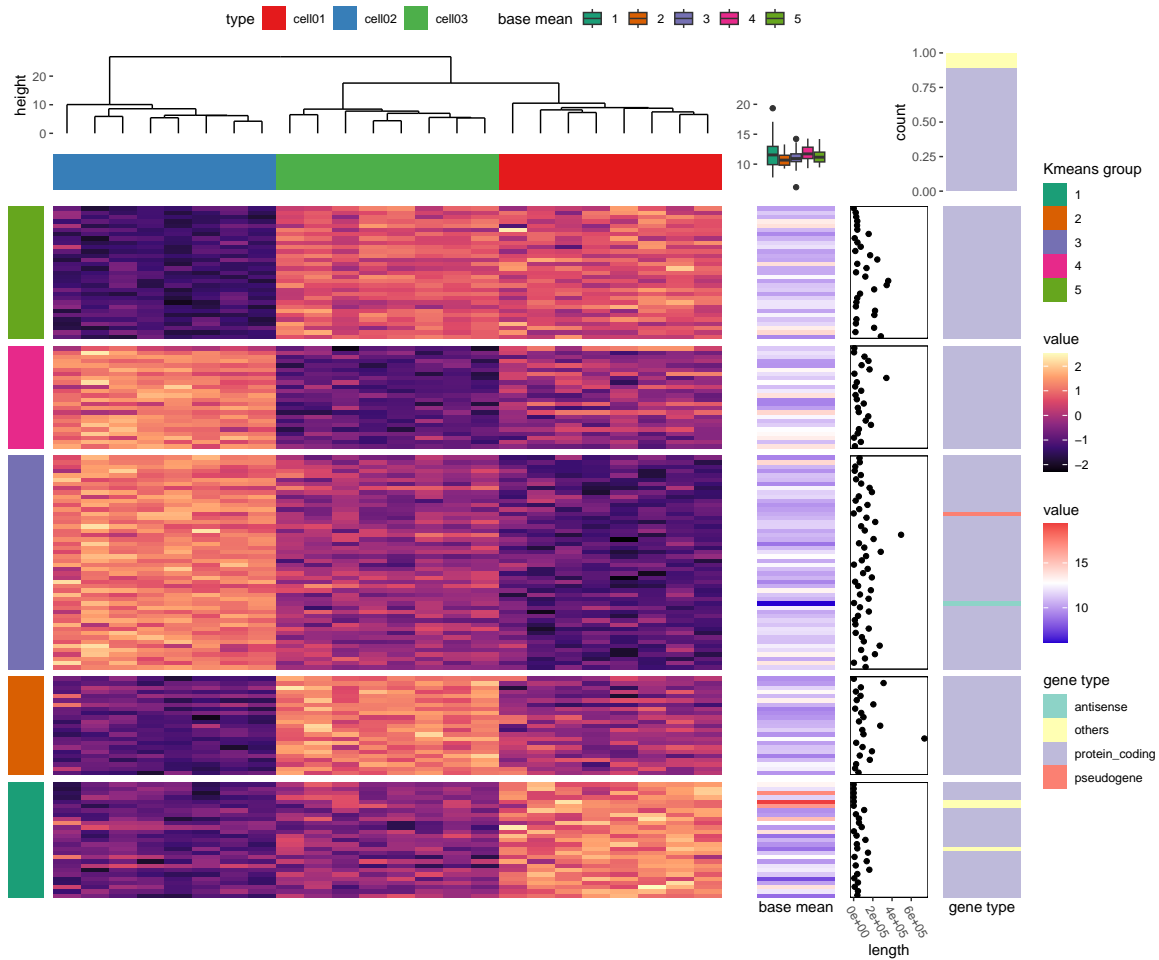 type cell01 cell02 cell03 base mean 1 2 3 4 5
height
20
10
0
20
15
10
count
1.00
0.75
0.50
0.25
0.00
Kmeans group
1
2
3
4
5
value
2
1
0
−1
−2
value
15
10
gene type
antisense
others
protein_coding
pseudogene
base mean
0e+00
2e+05
4e+05
6e+05
length
gene type